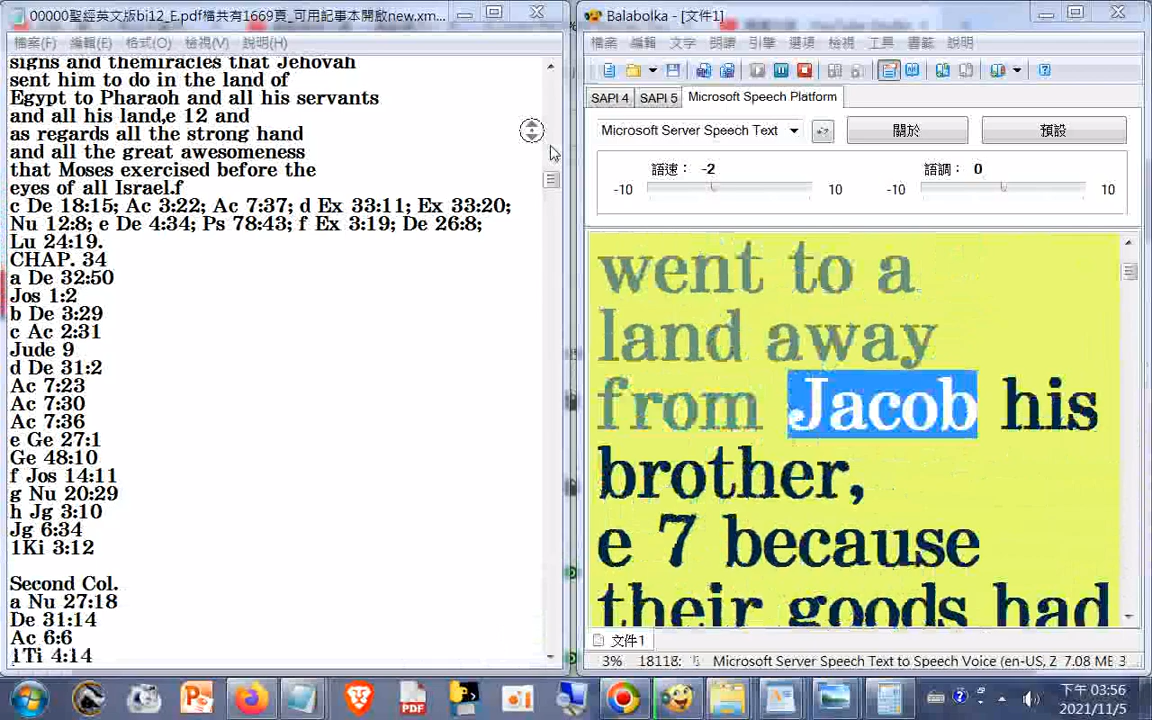 00000聖經英文版bi12_E.pdf檔共有1669頁_可用記事本開啟new.xm...
檔案(F) 編輯(E) 格式(O) 檢視(V) 說明(H)
signs and themiracles that Jehovah
sent him to do in the land of
Egypt to Pharaoh and all his servants
and all his land,e 12 and
as regards all the strong hand
and all the great awesomeness
that Moses exercised before the
eyes of all Israel.f
c De 18:15; Ac 3:22; Ac 7:37; d Ex 33:11; Ex 33:20;
Nu 12:8; e De 4:34; Ps 78:43; f Ex 3:19; De 26:8;
Lu 24:19.
CHAP. 34
a De 32:50
Jos 1:2
b De 3:29
c Ac 2:31
Jude 9
d De 31:2
Ac 7:23
Ac 7:30
Ac 7:36
e Ge 27:1
Ge 48:10
f Jos 14:11
g Nu 20:29
h Jg 3:10
Jg 6:34
1Ki 3:12
Second Col.
a Nu 27:18
De 31:14
Ac 6:6
1Ti 4:14
Balabolka - [文件1]
檔案 編輯 文字 朗讀 引擎 選項 檢視 工具 書籤 說明
SAPI 4 SAPI 5 Microsoft Speech Platform
Microsoft Server Speech Text
關於 預設
語速: -2 語調: 0
-10 10 -10 10
went to a
land away
from Jacob his
brother,
e 7 because
their goods had
文件1
3% 18118: Microsoft Server Speech Text to Speech Voice (en-US, Z 7.08 MB 3
下午 03:56
2021/11/5